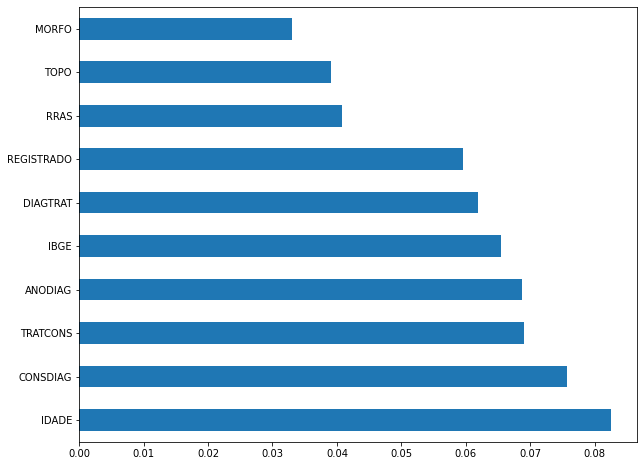 MORFO
TOPO
RRAS
REGISTRADO
DIAGTRAT
IBGE
ANODIAG
TRATCONS
CONSDIAG
IDADE
0.00 0.01 0.02 0.03 0.04 0.05 0.06 0.07 0.08